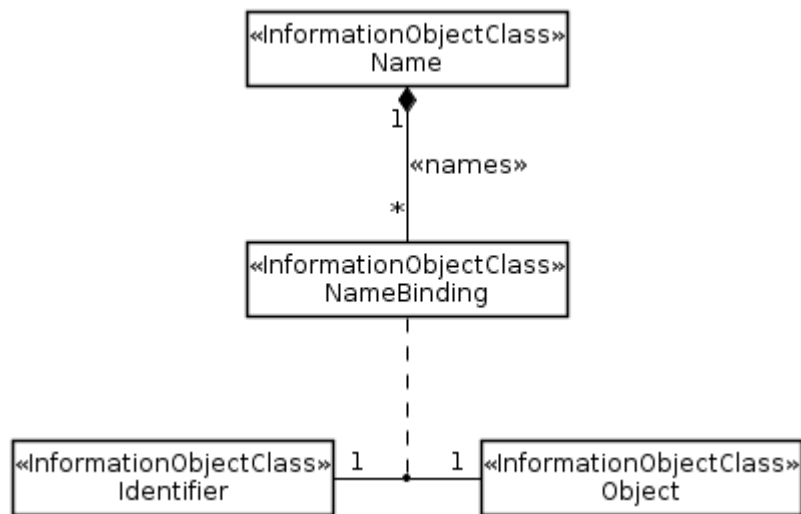 «InformationObjectClass»
Name
1
«names»
*
«InformationObjectClass»
NameBinding
«InformationObjectClass»
Identifier
1
1
«InformationObjectClass»
Object